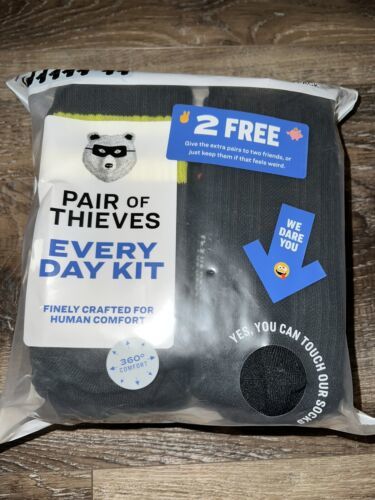 2 FREE
Give the extra pairs to two friends, or
just keep them if that feels weird.
PAIR OF
THIEVES
EVERY
DAY KIT
FINELY CRAFTED FOR
HUMAN COMFORT
360°
COMFORT
WE
DARE
YOU
YES, YOU CAN TOUCH OUR SOCKS